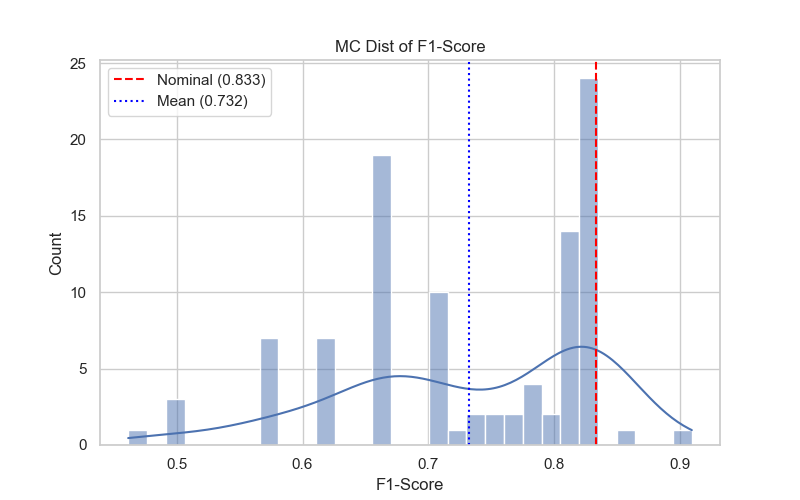 MC Dist of F1-Score
Nominal (0.833)
Mean (0.732)
25
20
15
10
5
0
Count
0.5 0.6 0.7 0.8 0.9
F1-Score